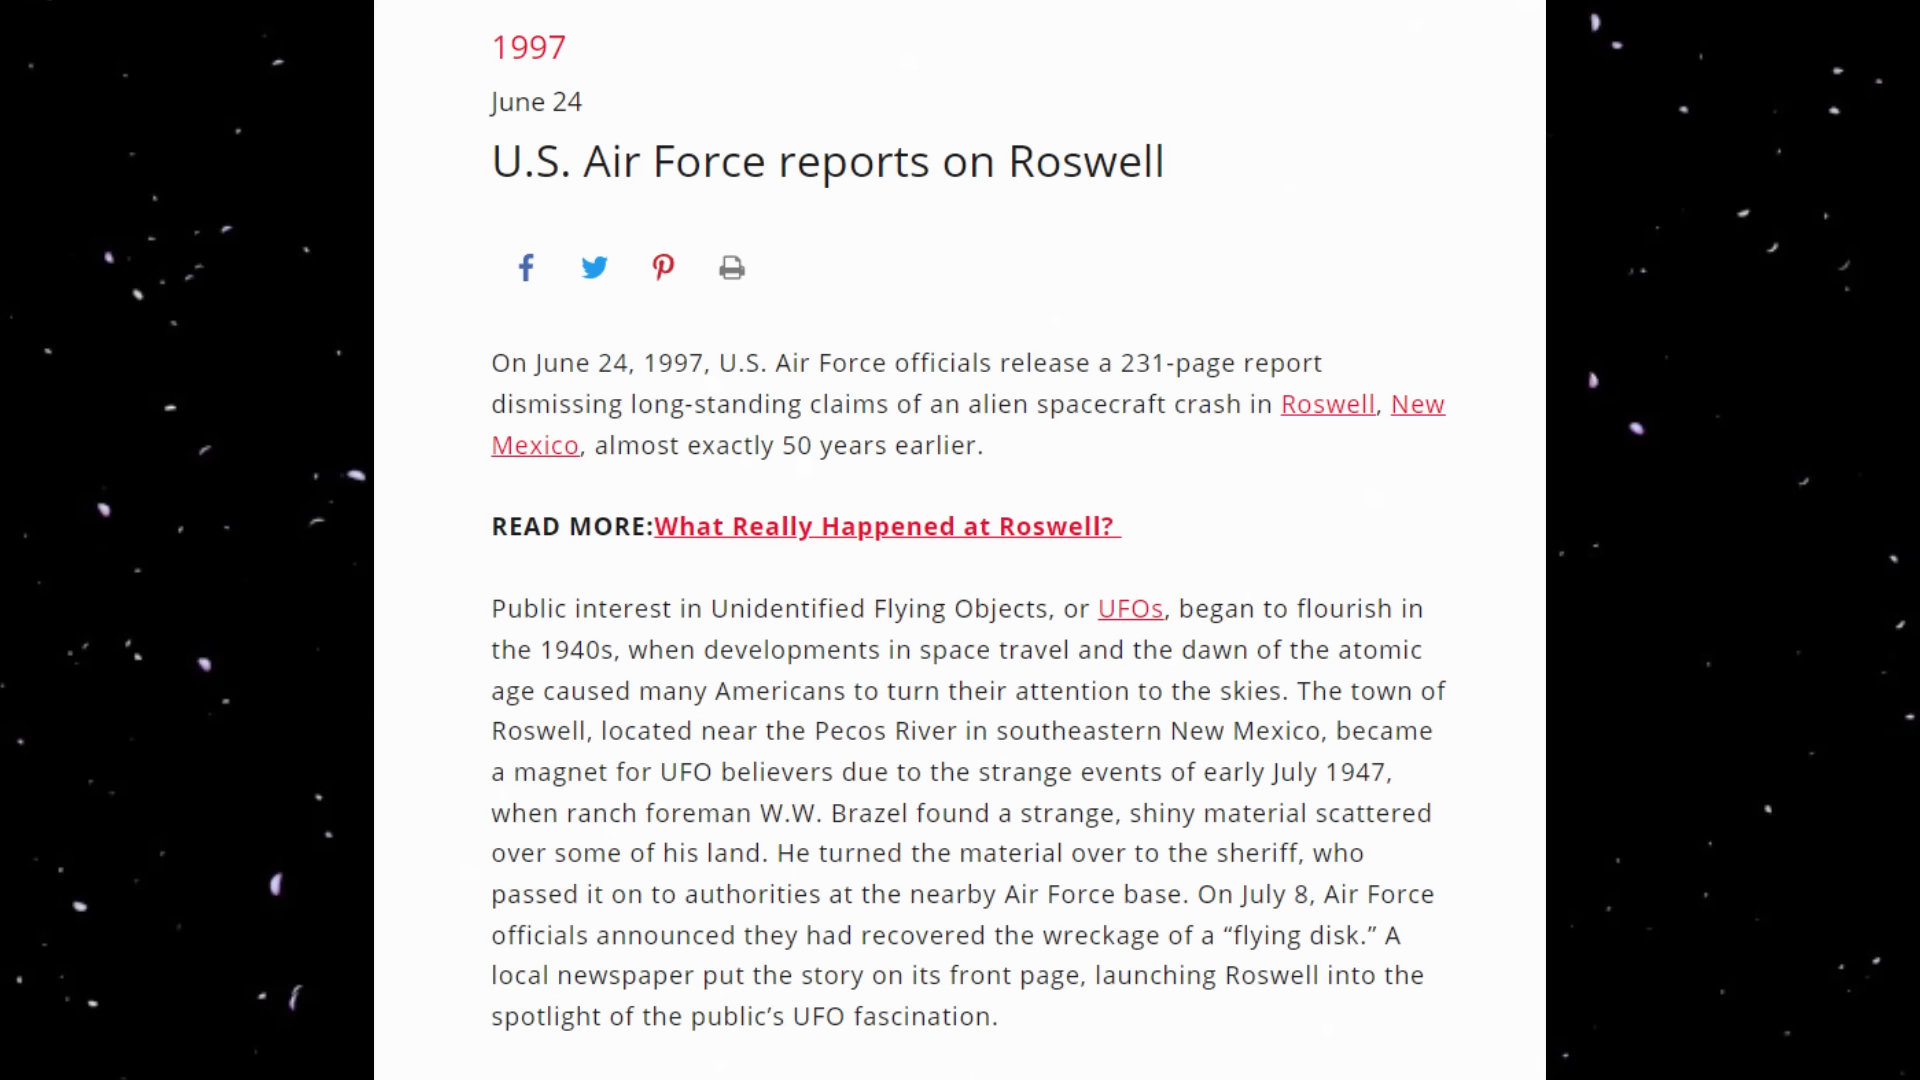 1997
June 24
U.S. Air Force reports on Roswell
On June 24, 1997, U.S. Air Force officials release a 231-page report
dismissing long-standing claims of an alien spacecraft crash in Roswell, New
Mexico, almost exactly 50 years earlier.
READ MORE:What Really Happened at Roswell?
Public interest in Unidentified Flying Objects, or UFOs, began to flourish in
the 1940s, when developments in space travel and the dawn of the atomic
age caused many Americans to turn their attention to the skies. The town of
Roswell, located near the Pecos River in southeastern New Mexico, became
a magnet for UFO believers due to the strange events of early July 1947,
when ranch foreman W.W. Brazel found a strange, shiny material scattered
over some of his land. He turned the material over to the sheriff, who
passed it on to authorities at the nearby Air Force base. On July 8, Air Force
officials announced they had recovered the wreckage of a “flying disk.” A
local newspaper put the story on its front page, launching Roswell into the
spotlight of the public’s UFO fascination.